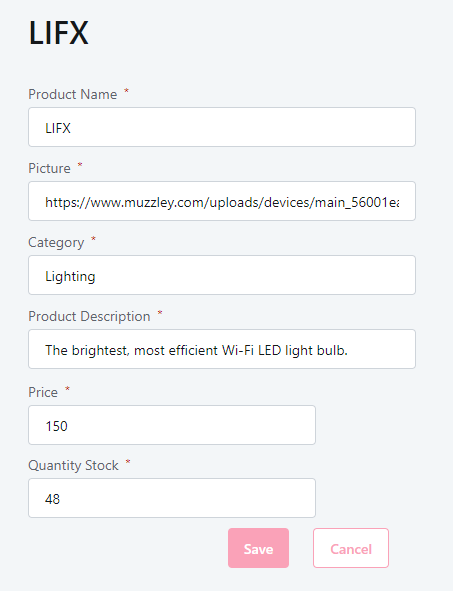 LIFX
Product Name *
LIFX
Picture *
https://www.muzzley.com/uploads/devices/main_56001ea
Category *
Lighting
Product Description *
The brightest, most efficient Wi-Fi LED light bulb.
Price *
150
Quantity Stock *
48
Save Cancel